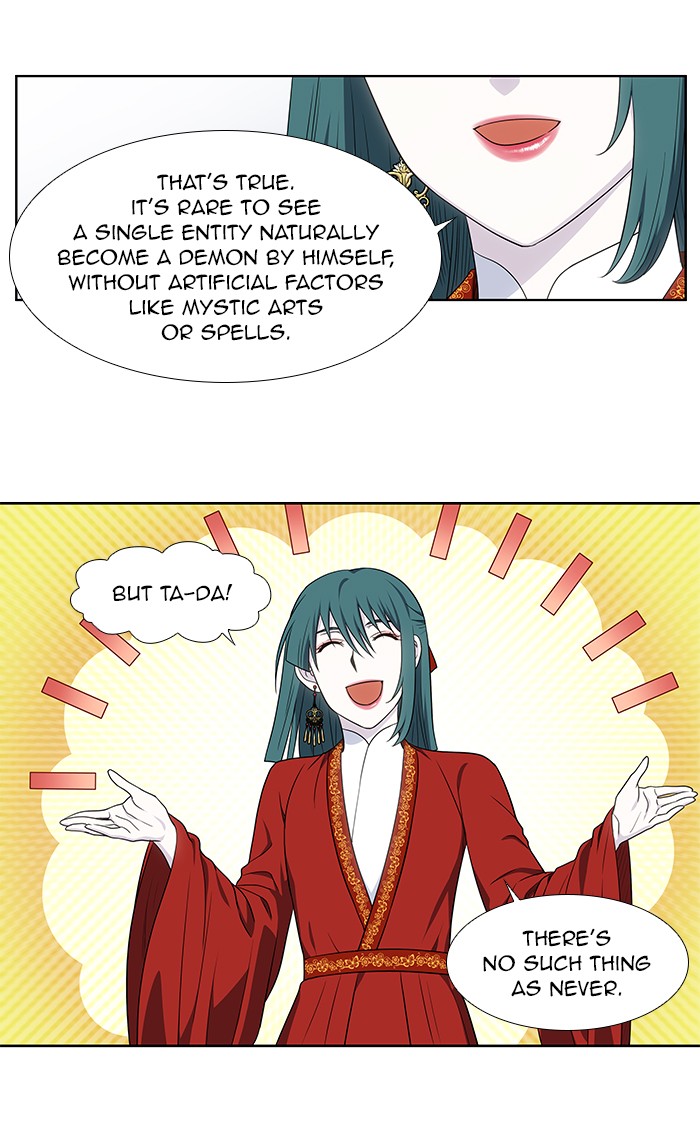 THAT'S TRUE.
IT'S RARE TO SEE
A SINGLE ENTITY NATURALLY
BECOME A DEMON BY HIMSELF,
WITHOUT ARTIFICIAL FACTORS
LIKE MYSTIC ARTS
OR SPELLS.
BUT TA-DA!
THERE'S
NO SUCH THING
AS NEVER.